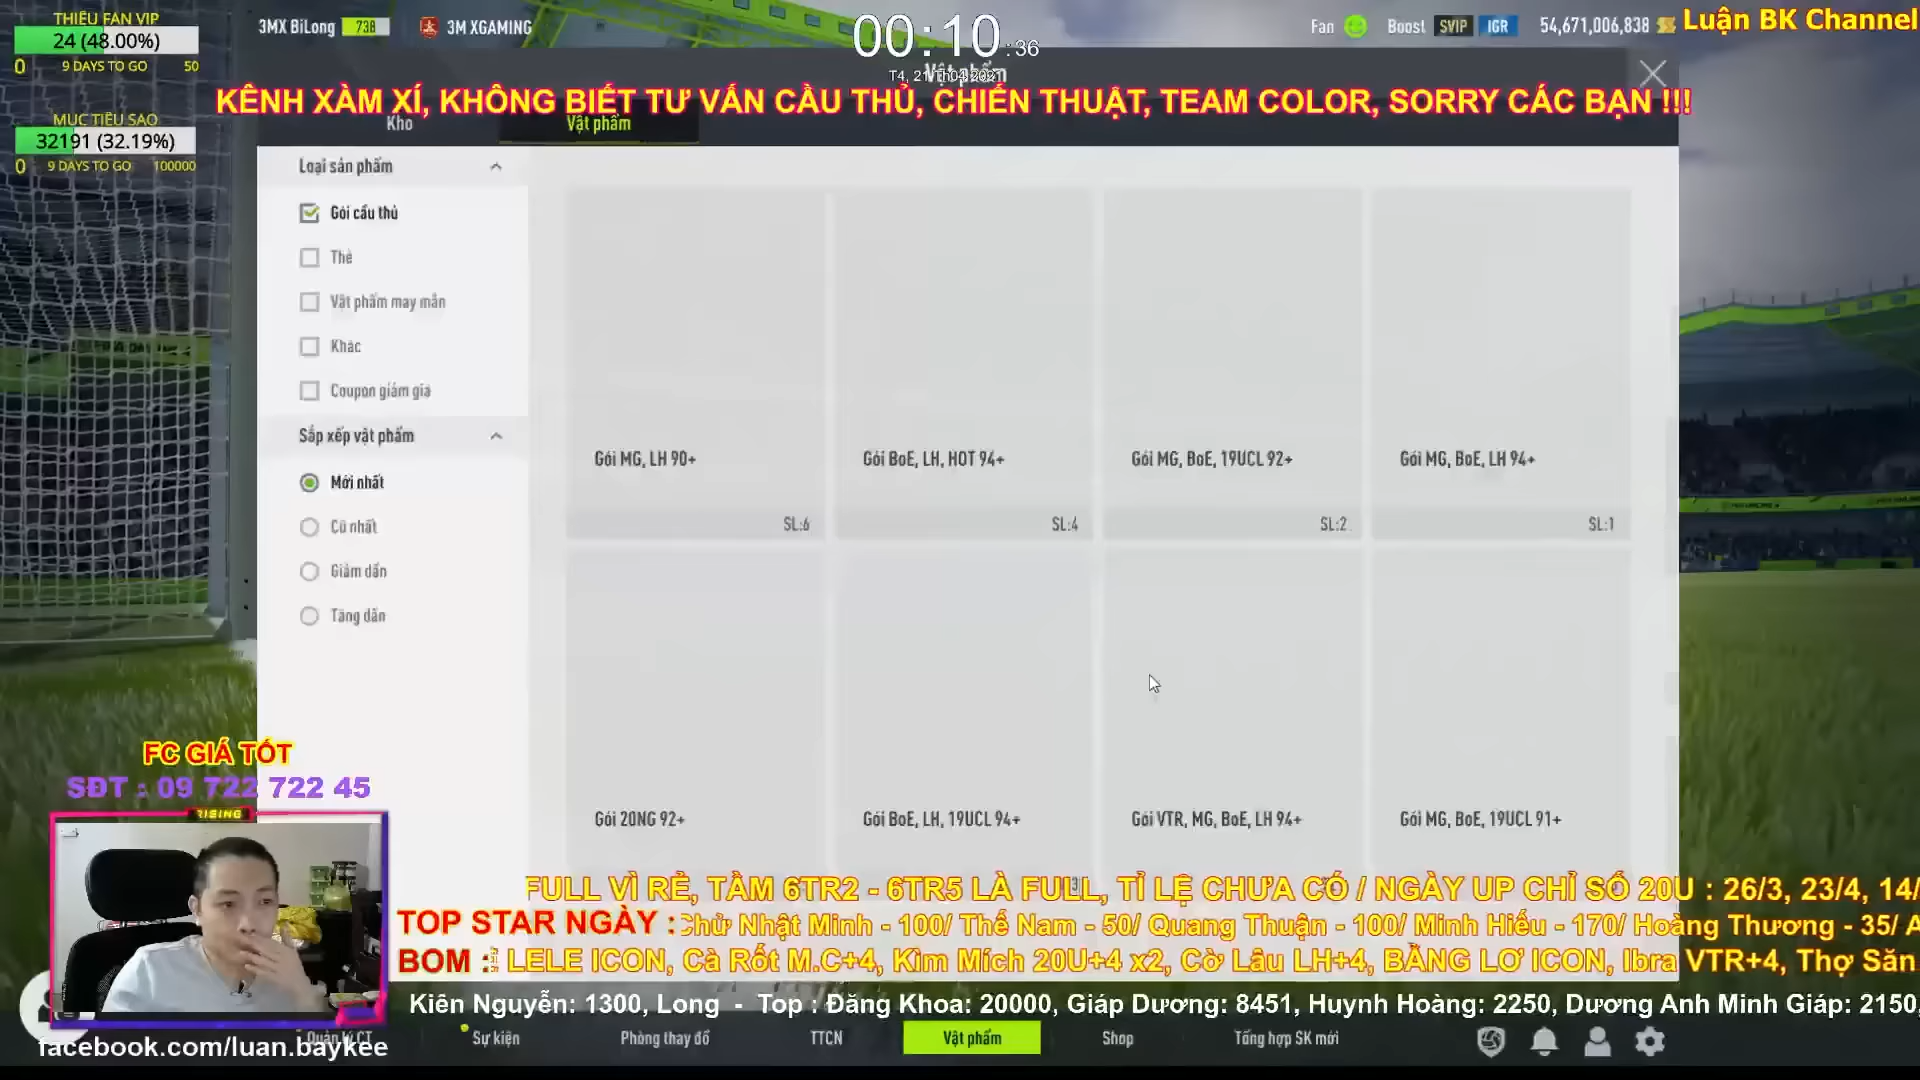 THIÊU FAN VIP
24 (48.00%)
0 9 DAYS TO GO 50
MUC TIÊU SAO
32191 (32.19%)
0 9 DAYS TO GO 100000
3MX BiLong 738 3M XGAMING
00:10:36
Fan Boost SVIP IGR 54,671,006,838
Luận BK Channel
Vật phẩm
KÊNH XÀM XÍ, KHÔNG BIẾT TƯ VẤN CẦU THỦ, CHIẾN THUẬT, TEAM COLOR, SORRY CÁC BẠN !!!
Kho
Vật phẩm
Loại sản phẩm
Gói cầu thủ
Thẻ
Vật phẩm may mắn
Khác
Coupon giảm giá
Sắp xếp vật phẩm
Mới nhất
Cũ nhất
Giảm dần
Tăng dần
Gói MG, LH 90+
SL:6
Gói BoE, LH, HOT 94+
SL:4
Gói MG, BoE, 19UCL 92+
SL:2
Gói MG, BoE, LH 94+
SL:1
Gói 20NG 92+
Gói BoE, LH, 19UCL 94+
Gói VTR, MG, BoE, LH 94+
Gói MG, BoE, 19UCL 91+
FC GIÁ TỐT
SĐT : 09 722 722 45
RISING
FULL VÌ RẺ, TẦM 6TR2 - 6TR5 LÀ FULL, TỈ LỆ CHƯA CÓ / NGÀY UP CHỈ SỐ 20U : 26/3, 23/4, 14/
TOP STAR NGÀY : Chử Nhật Minh - 100/ Thế Nam - 50/ Quang Thuận - 100/ Minh Hiếu - 170/ Hoàng Thương - 35/ A
BOM : LELE ICON, Cà Rốt M.C+4, Kìm Mích 20U+4 x2, Cờ Lâu LH+4, BẰNG LƠ ICON, Ibra VTR+4, Thợ Săn
Kiên Nguyễn: 1300, Long - Top : Đăng Khoa: 20000, Giáp Dương: 8451, Huynh Hoàng: 2250, Dương Anh Minh Giáp: 2150,
Quản lý CT
Sự kiện
Phòng thay đồ
TTCN
Vật phẩm
Shop
Tổng hợp SK mới
facebook.com/luan.baykee